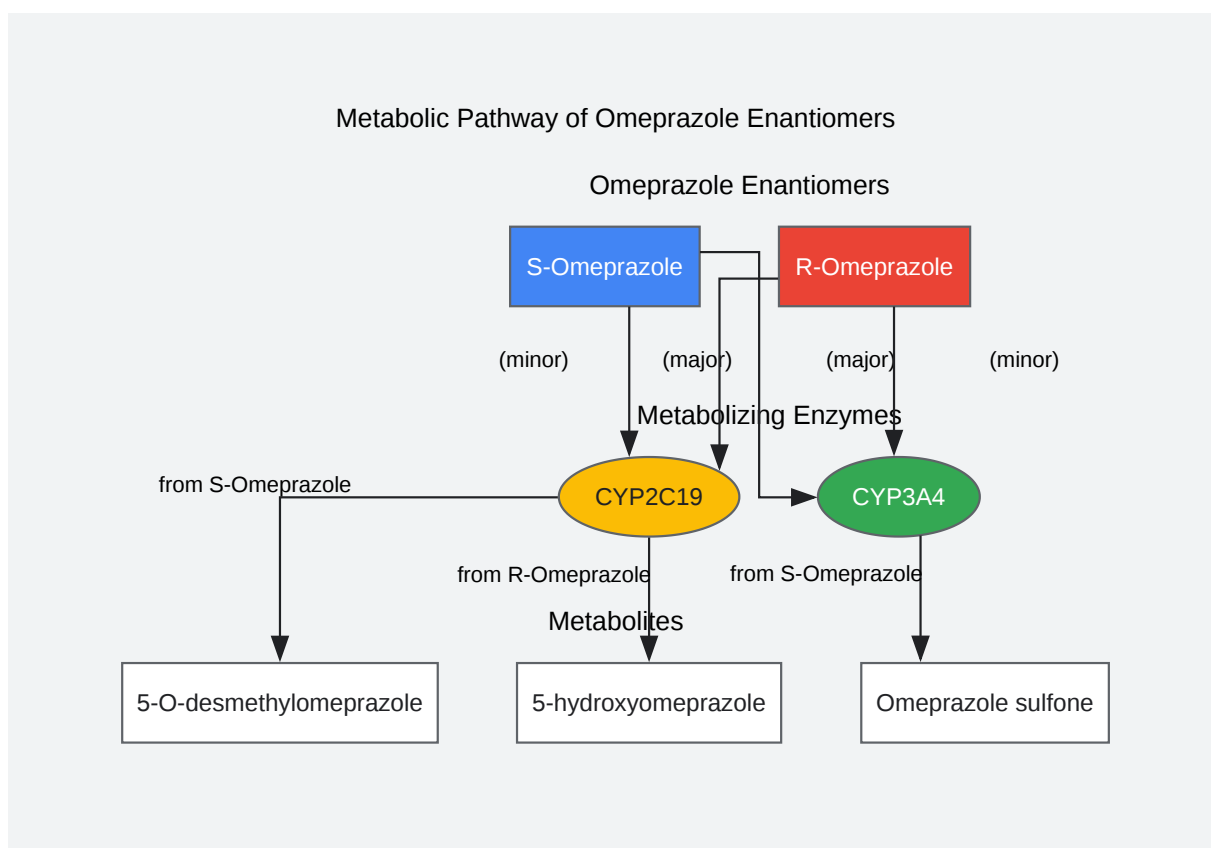 Metabolic Pathway of Omeprazole Enantiomers
Omeprazole Enantiomers
S-Omeprazole
R-Omeprazole
(minor)
(major)
(major)
(minor)
Metabolizing Enzymes
from S-Omeprazole
CYP2C19
CYP3A4
from R-Omeprazole
from S-Omeprazole
Metabolites
5-O-desmethylomeprazole
5-hydroxyomeprazole
Omeprazole sulfone